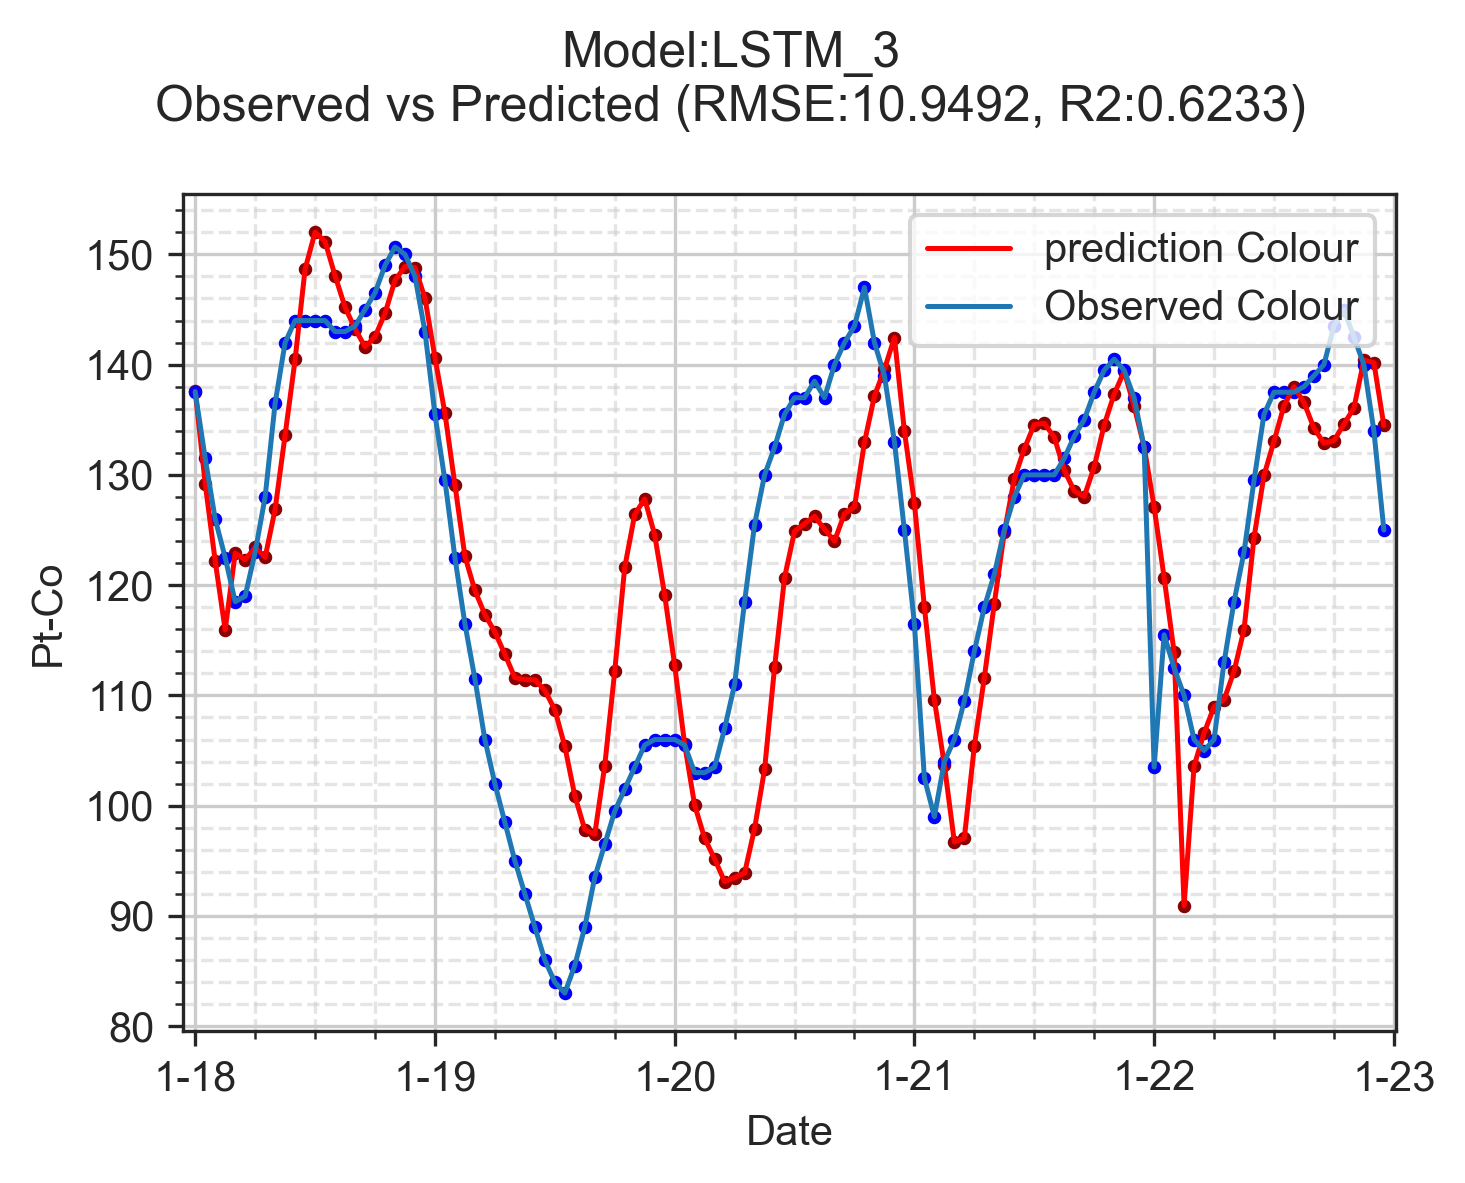 Model:LSTM_3
Observed vs Predicted (RMSE:10.9492, R2:0.6233)
prediction Colour
Observed Colour
Pt-Co
150
140
130
120
110
100
90
80
1-18 1-19 1-20 1-21 1-22 1-23
Date